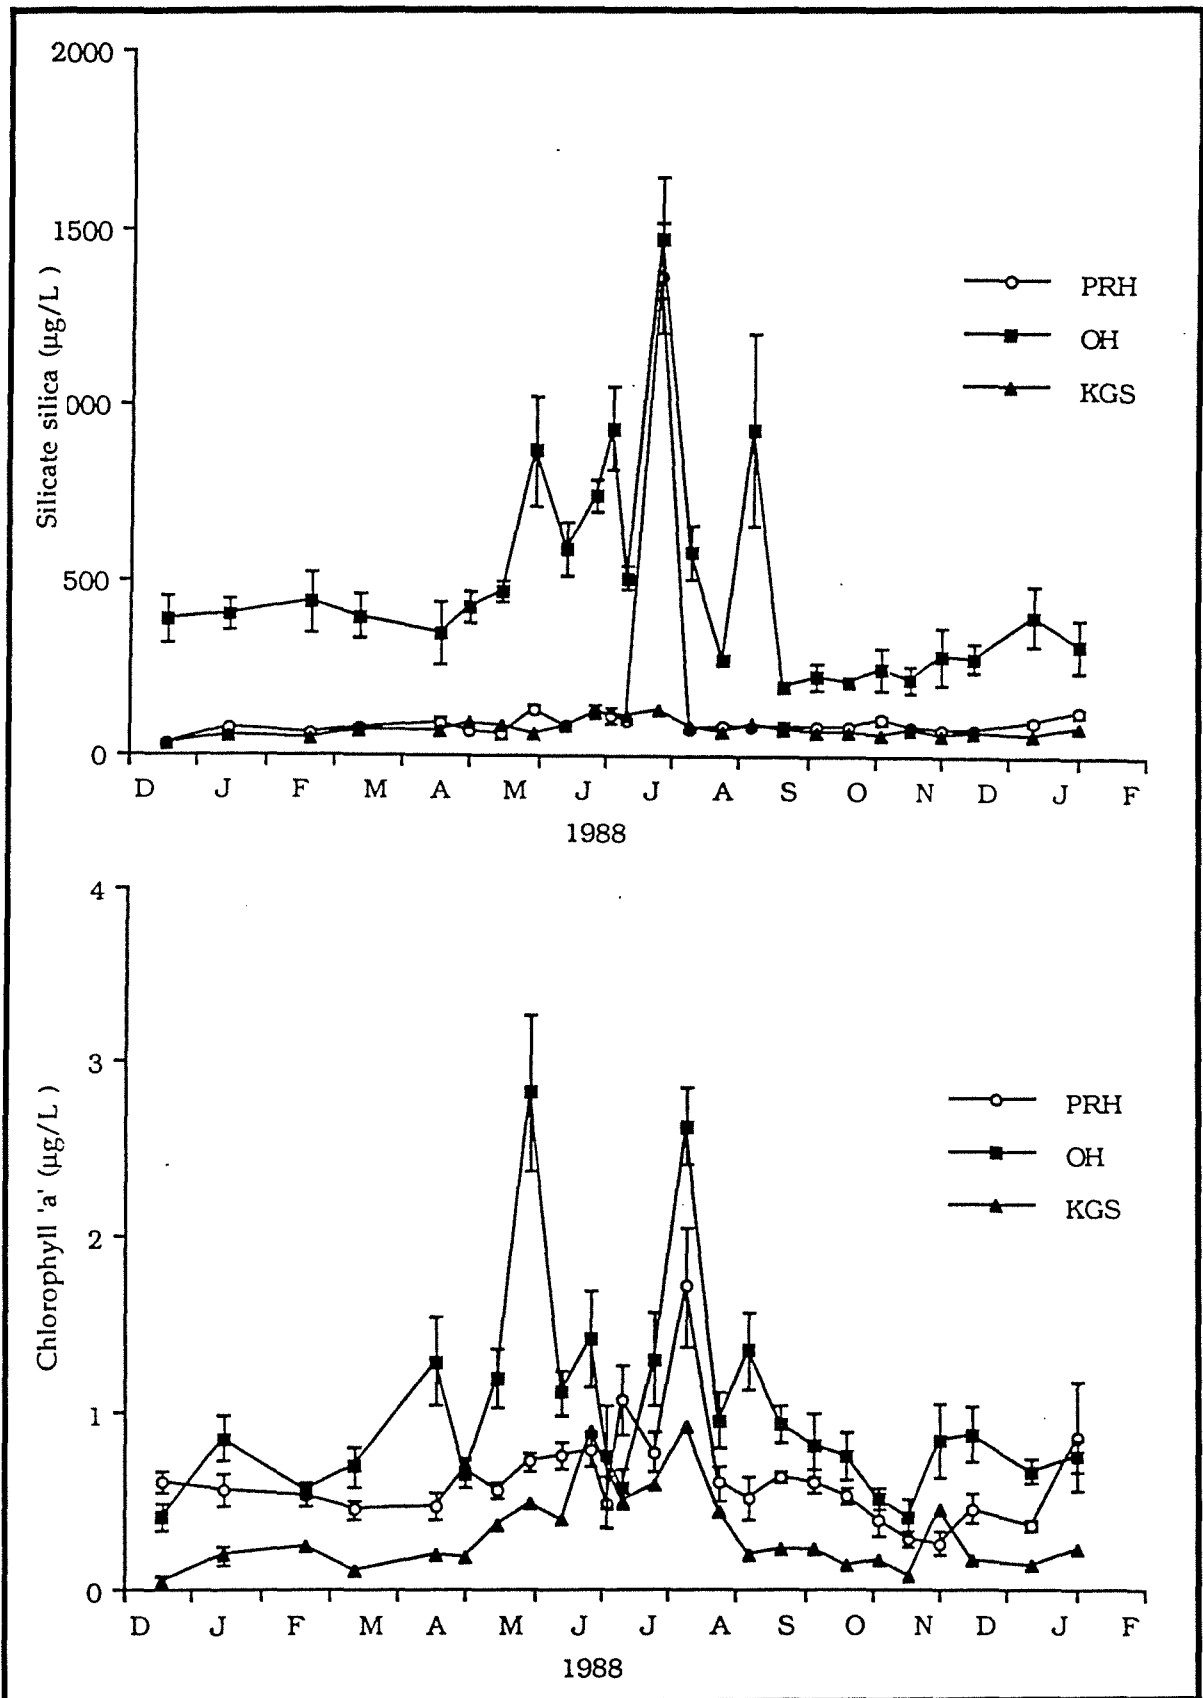 2000
1500
000
500
0
Silicate silica (µg/L )
PRH
OH
KGS
D J F M A M J J A S O N D J F
1988
4
3
2
1
0
Chlorophyll 'a' (µg/L )
PRH
OH
KGS
D J F M A M J J A S O N D J F
1988